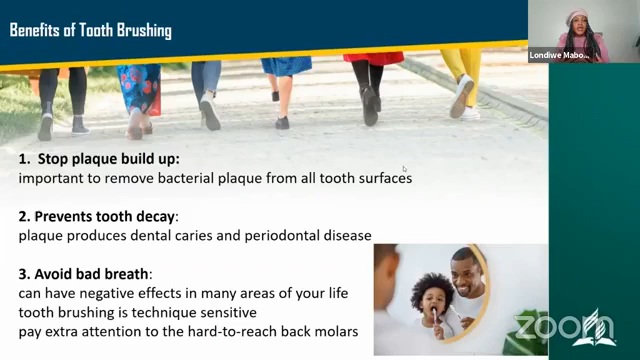 Benefits of Tooth Brushing
Londiwe Mabo...
1. Stop plaque build up:
important to remove bacterial plaque from all tooth surfaces
2. Prevents tooth decay:
plaque produces dental caries and periodontal disease
3. Avoid bad breath:
can have negative effects in many areas of your life
tooth brushing is technique sensitive
pay extra attention to the hard-to-reach back molars
zoom